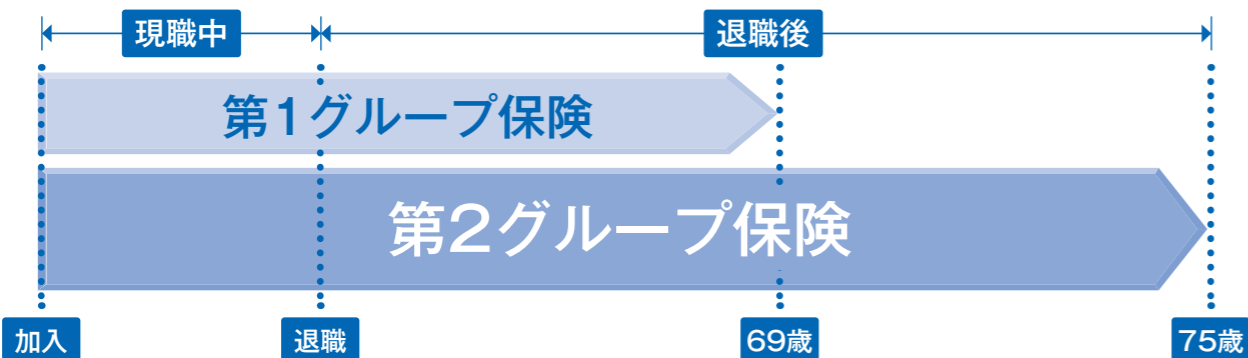 現職中
退職後
第1グループ保険
第2グループ保険
加入
退職
69歳
75歳